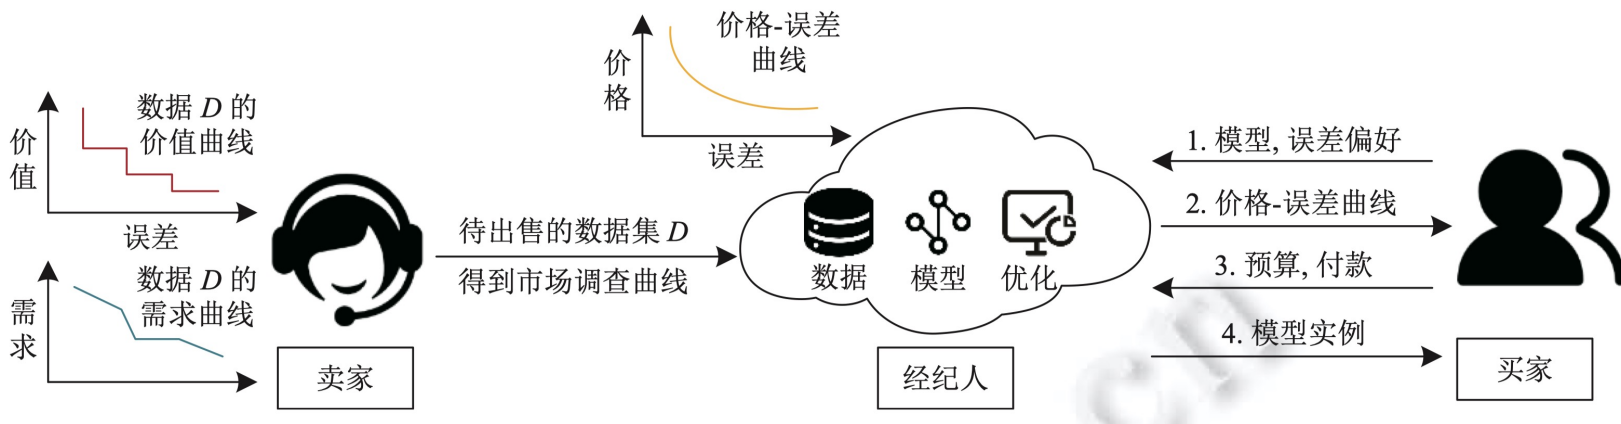 价值
数据 D 的
价值曲线
误差
需求
数据 D 的
需求曲线
卖家
待出售的数据集 D
得到市场调查曲线
价格
价格-误差
曲线
误差
数据
模型
优化
经纪人
1. 模型, 误差偏好
2. 价格-误差曲线
3. 预算, 付款
4. 模型实例
买家